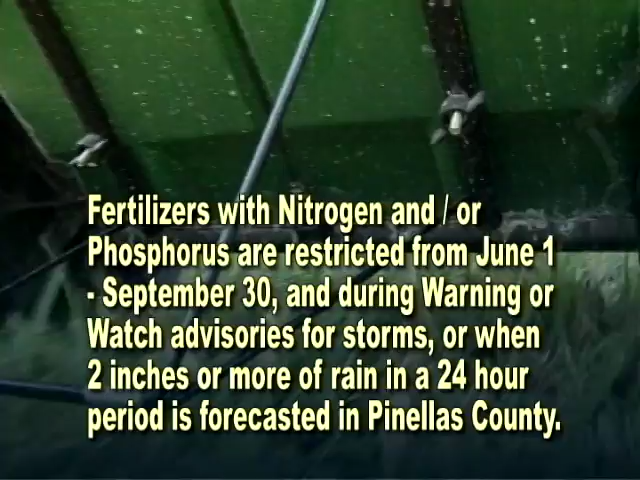 Fertilizers with Nitrogen and / or
Phosphorus are restricted from June 1
- September 30, and during Warning or
Watch advisories for storms, or when
2 inches or more of rain in a 24 hour
period is forecasted in Pinellas County.